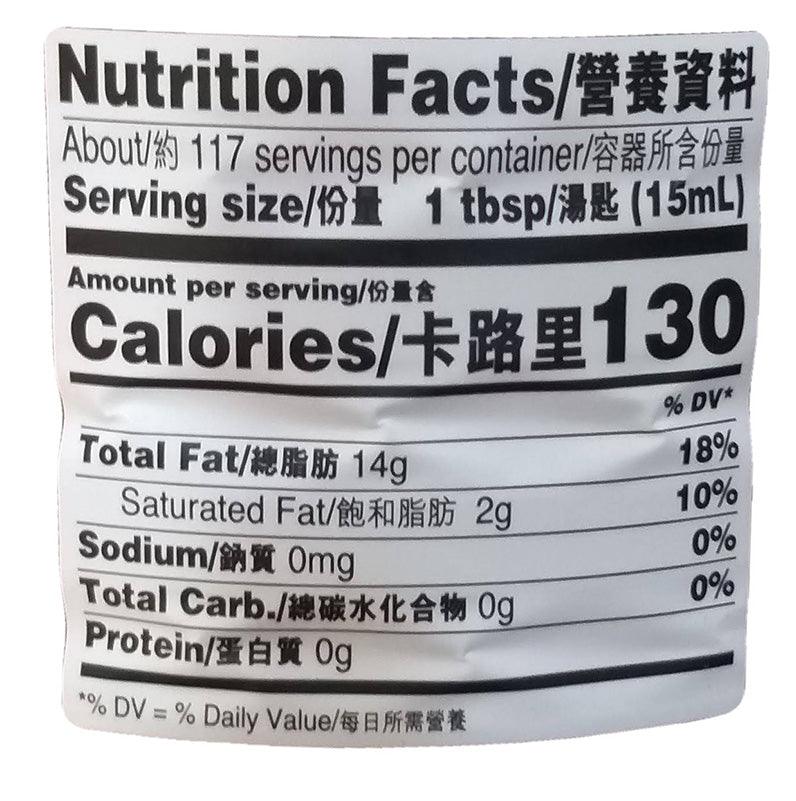 Nutrition Facts/營養資料
About/約 117 servings per container/容器所含份量
Serving size/份量 1 tbsp/湯匙 (15mL)
Amount per serving/份量含
Calories/卡路里130
% DV*
Total Fat/總脂肪 14g 18%
Saturated Fat/飽和脂肪 2g 10%
Sodium/鈉質 0mg 0%
Total Carb./總碳水化合物 0g 0%
Protein/蛋白質 0g
*% DV = % Daily Value/每日所需營養